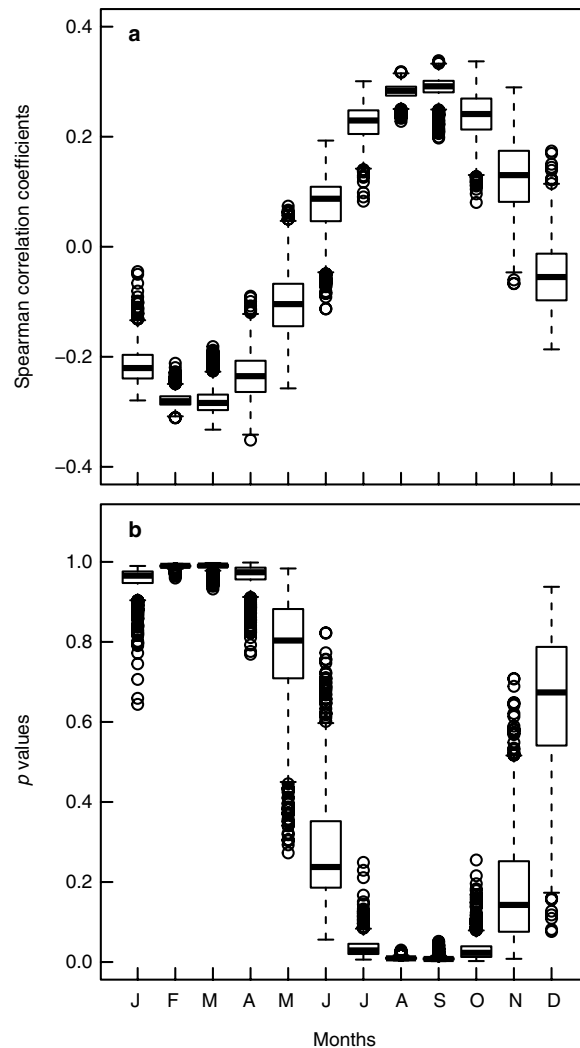 a
0.4
0.2
0.0
−0.2
−0.4
Spearman correlation coefficients
b
1.0
0.8
0.6
0.4
0.2
0.0
p values
J F M A M J J A S O N D
Months